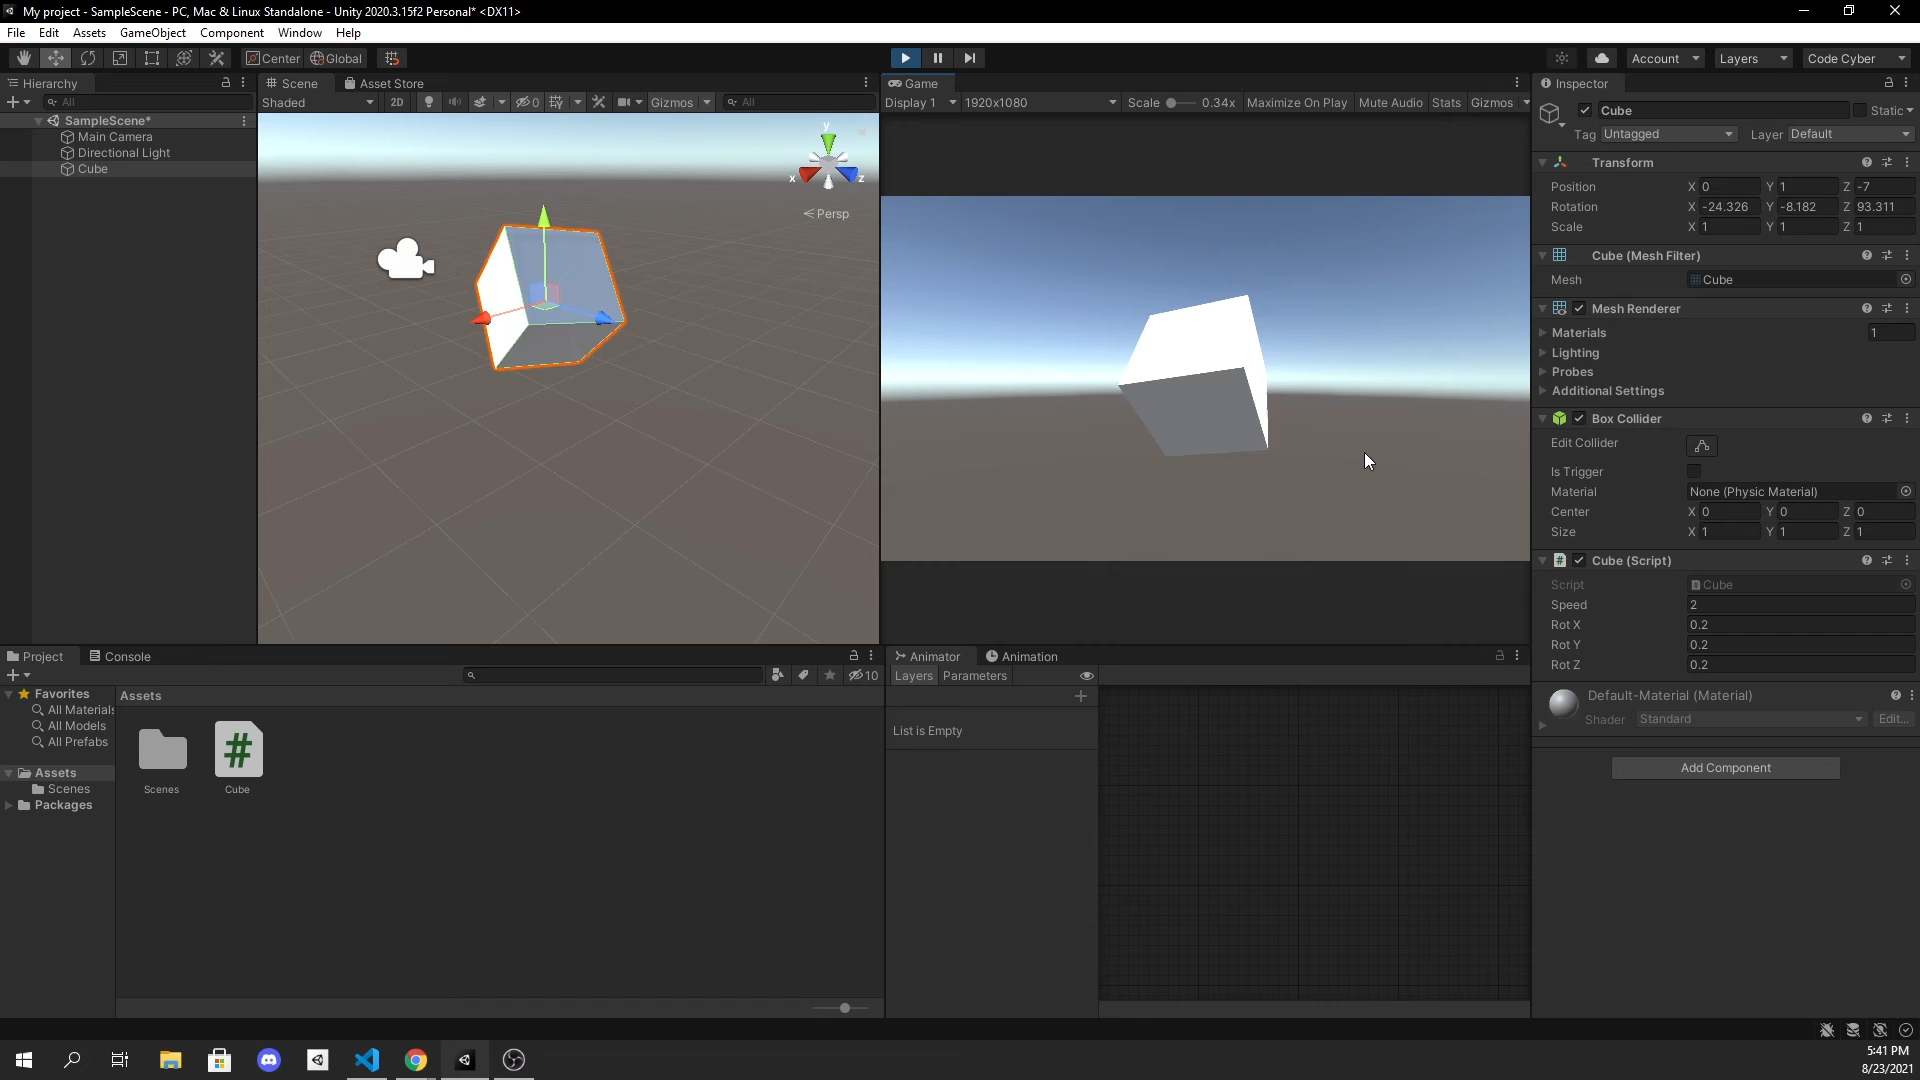 My project - SampleScene - PC, Mac & Linux Standalone - Unity 2020.3.15f2 Personal* <DX11>
File Edit Assets GameObject Component Window Help
Center Global Account Layers Code Cyber
Hierarchy
All
SampleScene*
Main Camera
Directional Light
Cube
Scene Asset Store
Shaded 2D 0 Gizmos All
y
x z
Persp
Game
Display 1 1920x1080 Scale 0.34x Maximize On Play Mute Audio Stats Gizmos
Inspector
Cube Static
Tag Untagged Layer Default
Transform
Position X 0 Y 1 Z -7
Rotation X -24.326 Y -8.182 Z 93.311
Scale X 1 Y 1 Z 1
Cube (Mesh Filter)
Mesh Cube
Mesh Renderer
Materials 1
Lighting
Probes
Additional Settings
Box Collider
Edit Collider
Is Trigger
Material None (Physic Material)
Center X 0 Y 0 Z 0
Size X 1 Y 1 Z 1
# Cube (Script)
Script Cube
Speed 2
Rot X 0.2
Rot Y 0.2
Rot Z 0.2
Default-Material (Material)
Shader Standard Edit...
Add Component
Project Console
10
Favorites
All Materials
All Models
All Prefabs
Assets
Scenes
Packages
Assets
Scenes
#
Cube
Animator Animation
Layers Parameters
List is Empty
5:41 PM
8/23/2021